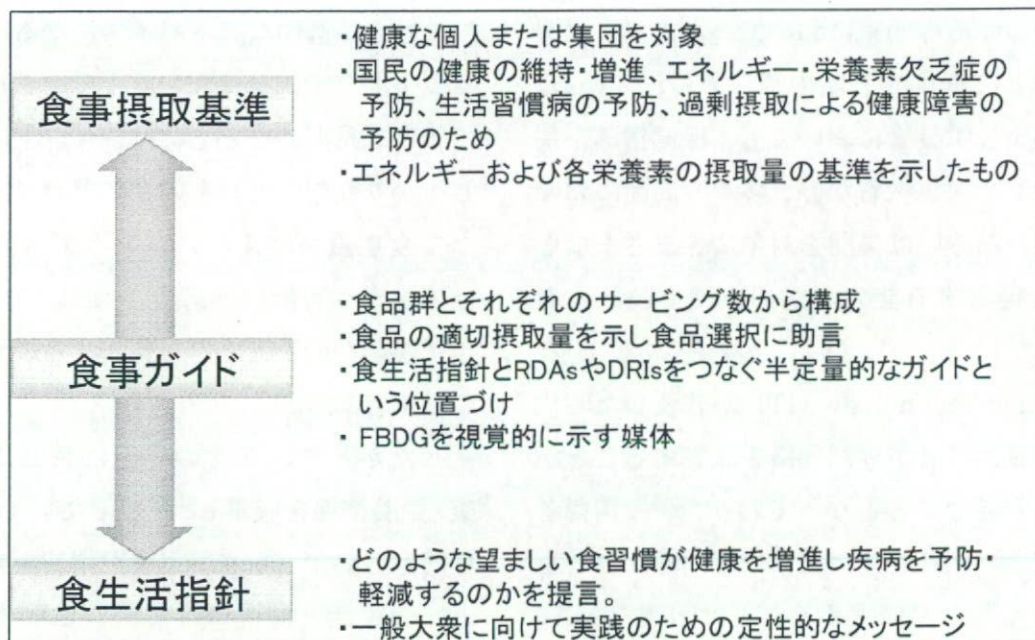 食事摂取基準
・健康な個人または集団を対象
・国民の健康の維持・増進、エネルギー・栄養素欠乏症の
予防、生活習慣病の予防、過剰摂取による健康障害の
予防のため
・エネルギーおよび各栄養素の摂取量の基準を示したもの
食事ガイド
・食品群とそれぞれのサービング数から構成
・食品の適切摂取量を示し食品選択に助言
・食生活指針とRDAsやDRIsをつなぐ半定量的なガイドと
いう位置づけ
・FBDGを視覚的に示す媒体
食生活指針
・どのような望ましい食習慣が健康を増進し疾病を予防・
軽減するのかを提言。
・一般大衆に向けて実践のための定性的なメッセージ